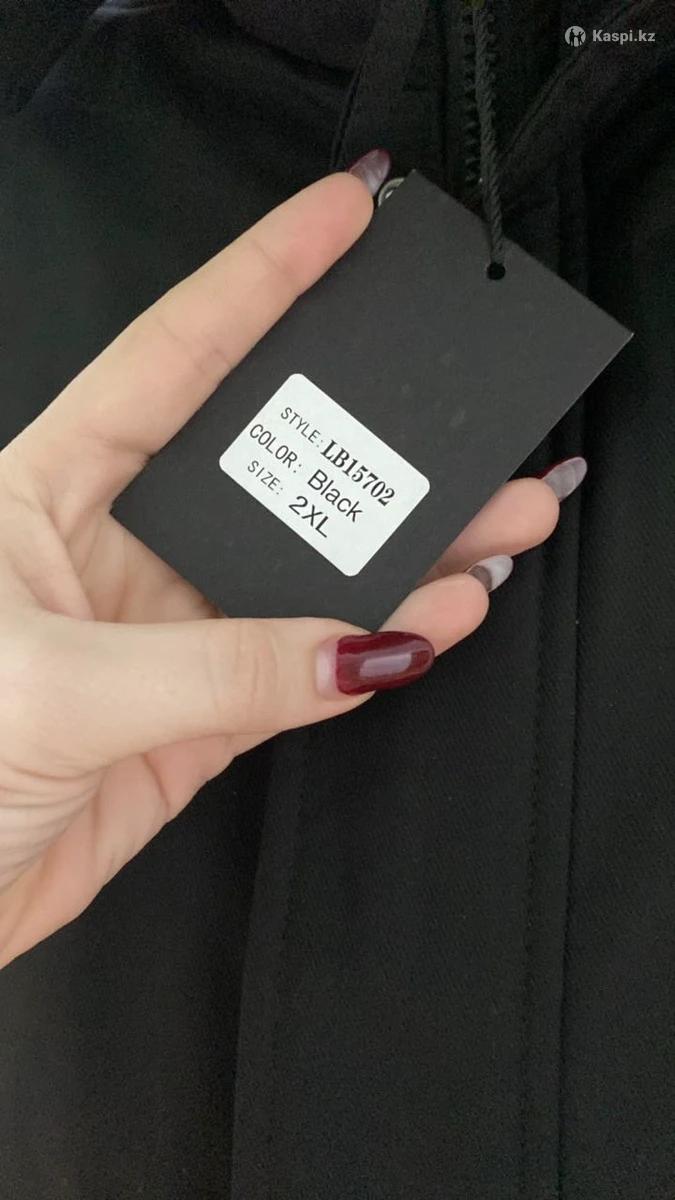 Kaspi.kz
STYLE: LB15702
COLOR: Black
SIZE: 2XL